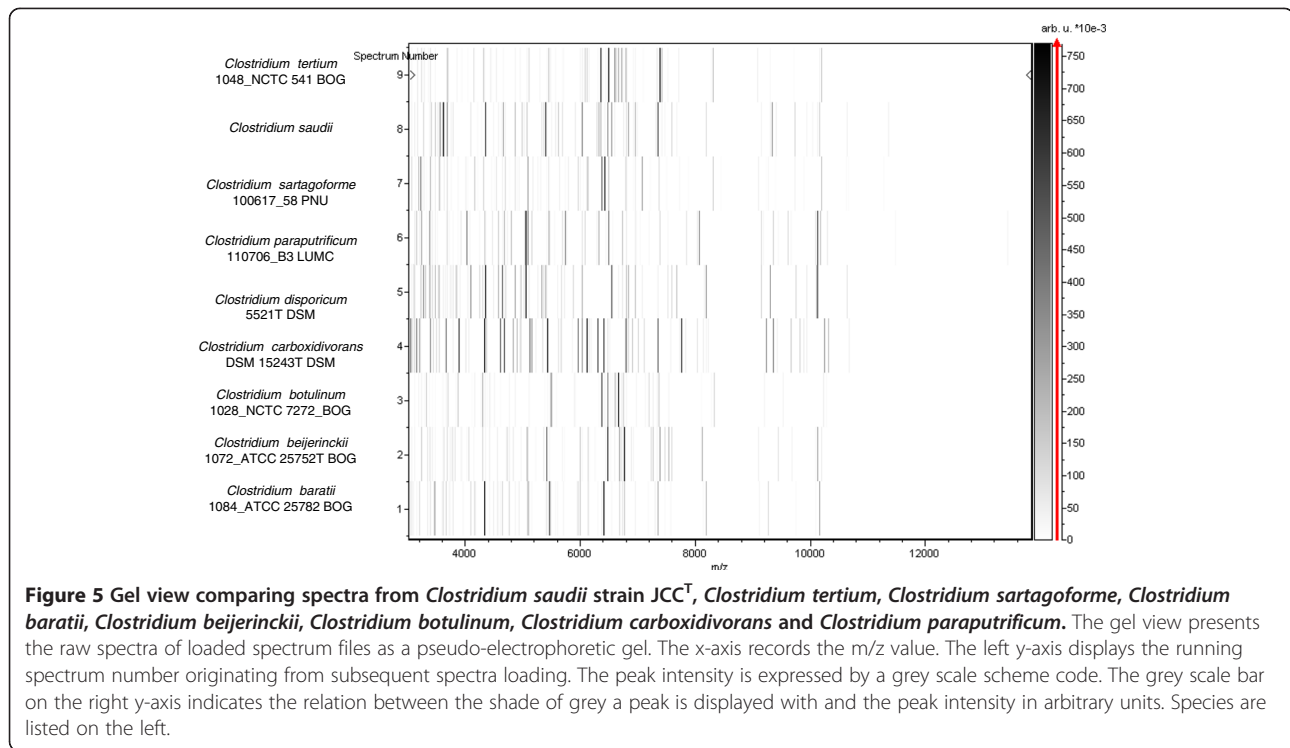 arb. u. *10e-3
Spectrum Number
Clostridium tertium
1048_NCTC 541 BOG
9
Clostridium saudii
8
Clostridium sartagoforme
100617_58 PNU
7
Clostridium paraputrificum
110706_B3 LUMC
6
Clostridium disporicum
5521T DSM
5
Clostridium carboxidivorans
DSM 15243T DSM
4
Clostridium botulinum
1028_NCTC 7272_BOG
3
Clostridium beijerinckii
1072_ATCC 25752T BOG
2
Clostridium baratii
1084_ATCC 25782 BOG
1
750
700
650
600
550
500
450
400
350
300
250
200
150
100
50
0
4000 6000 8000 10000 12000
m/z
Figure 5 Gel view comparing spectra from Clostridium saudii strain JCCᵀ, Clostridium tertium, Clostridium sartagoforme, Clostridium
baratii, Clostridium beijerinckii, Clostridium botulinum, Clostridium carboxidivorans and Clostridium paraputrificum. The gel view presents
the raw spectra of loaded spectrum files as a pseudo-electrophoretic gel. The x-axis records the m/z value. The left y-axis displays the running
spectrum number originating from subsequent spectra loading. The peak intensity is expressed by a grey scale scheme code. The grey scale bar
on the right y-axis indicates the relation between the shade of grey a peak is displayed with and the peak intensity in arbitrary units. Species are
listed on the left.